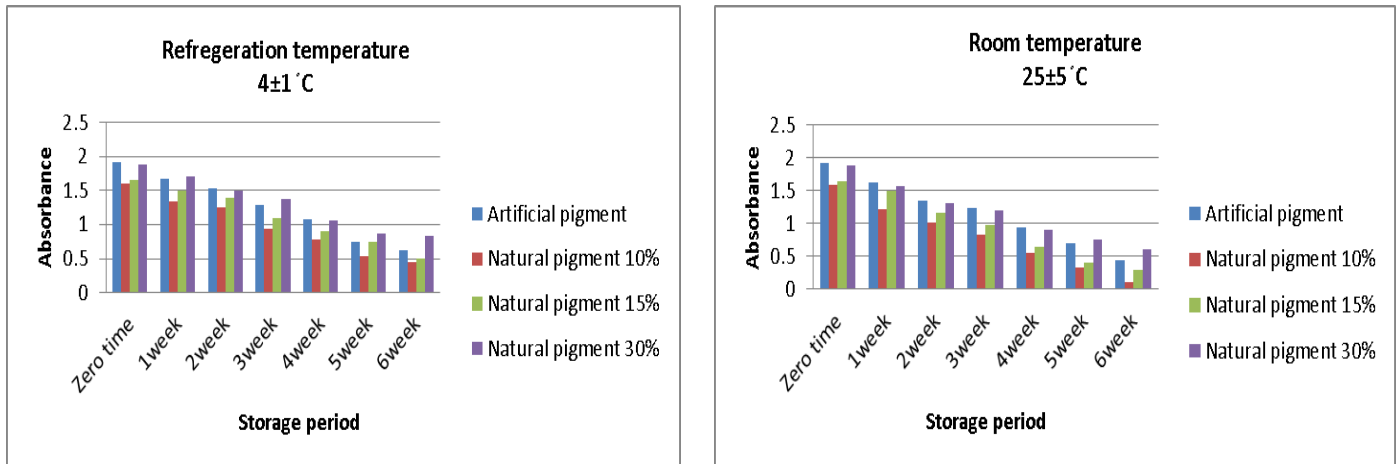 Refregeration temperature
4±1 ´C
Absorbance
2.5
2
1.5
1
0.5
0
Zero time
1week
2week
3week
4week
5week
6week
Storage period
Artificial pigment
Natural pigment 10%
Natural pigment 15%
Natural pigment 30%
Room temperature
25±5´C
Absorbance
2.5
2
1.5
1
0.5
0
Zero time
1week
2week
3week
4week
5week
6week
Storage period
Artificial pigment
Natural pigment 10%
Natural pigment 15%
Natural pigment 30%